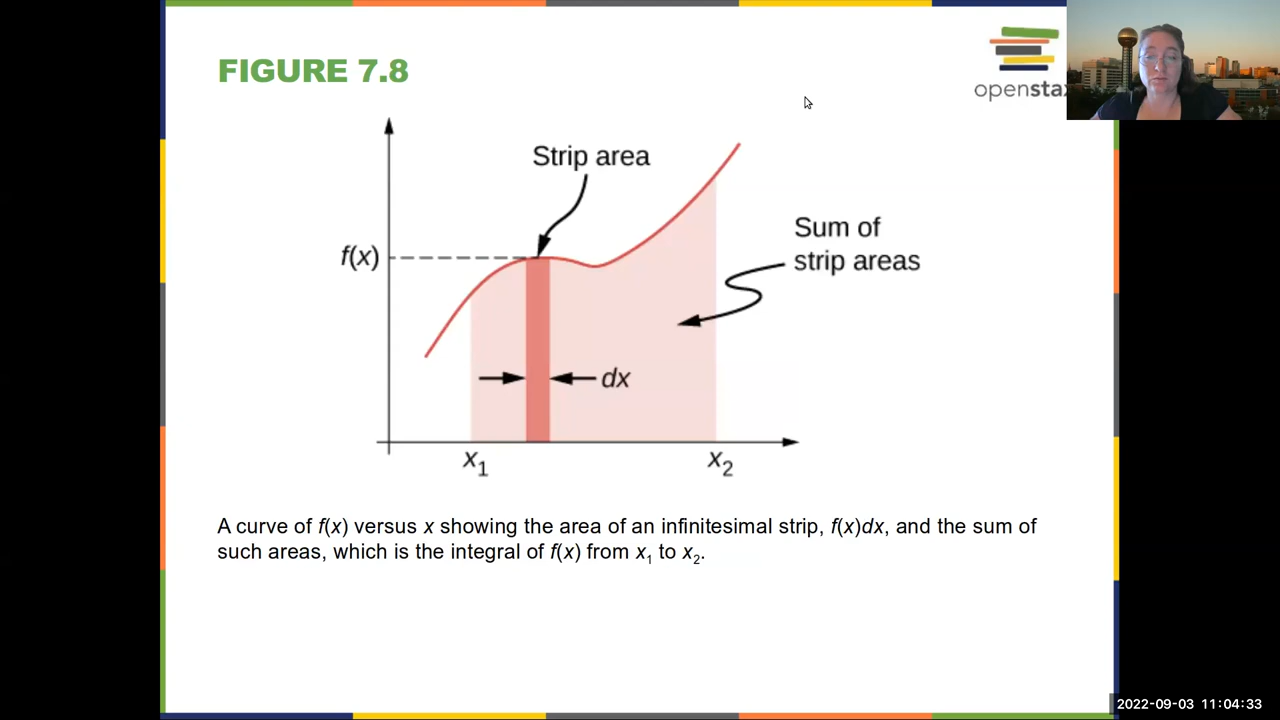 FIGURE 7.8
openstax
Strip area
f(x)
Sum of
strip areas
dx
x1
x2
A curve of f(x) versus x showing the area of an infinitesimal strip, f(x)dx, and the sum of
such areas, which is the integral of f(x) from x1 to x2.
2022-09-03 11:04:33